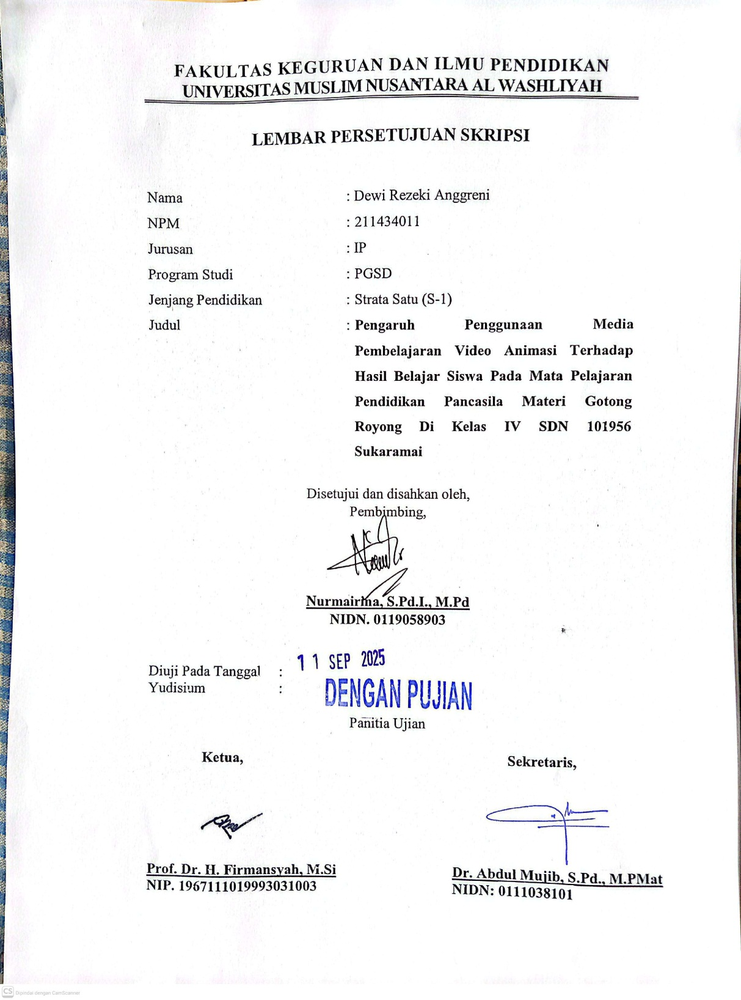 FAKULTAS KEGURUAN DAN ILMU PENDIDIKAN
UNIVERSITAS MUSLIM NUSANTARA AL WASHLIYAH
LEMBAR PERSETUJUAN SKRIPSI
Nama : Dewi Rezeki Anggreni
NPM : 211434011
Jurusan : IP
Program Studi : PGSD
Jenjang Pendidikan : Strata Satu (S-1)
Judul : Pengaruh Penggunaan Media
Pembelajaran Video Animasi Terhadap
Hasil Belajar Siswa Pada Mata Pelajaran
Pendidikan Pancasila Materi Gotong
Royong Di Kelas IV SDN 101956
Sukaramai
Disetujui dan disahkan oleh,
Pembimbing,
Nurmairina, S.Pd.I., M.Pd
NIDN. 0119058903
Diuji Pada Tanggal : 11 SEP 2025
Yudisium : DENGAN PUJIAN
Panitia Ujian
Ketua,
Sekretaris,
Prof. Dr. H. Firmansyah, M.Si
NIP. 1967111019993031003
Dr. Abdul Mujib, S.Pd., M.PMat
NIDN: 0111038101
CS Dipindai dengan CamScanner